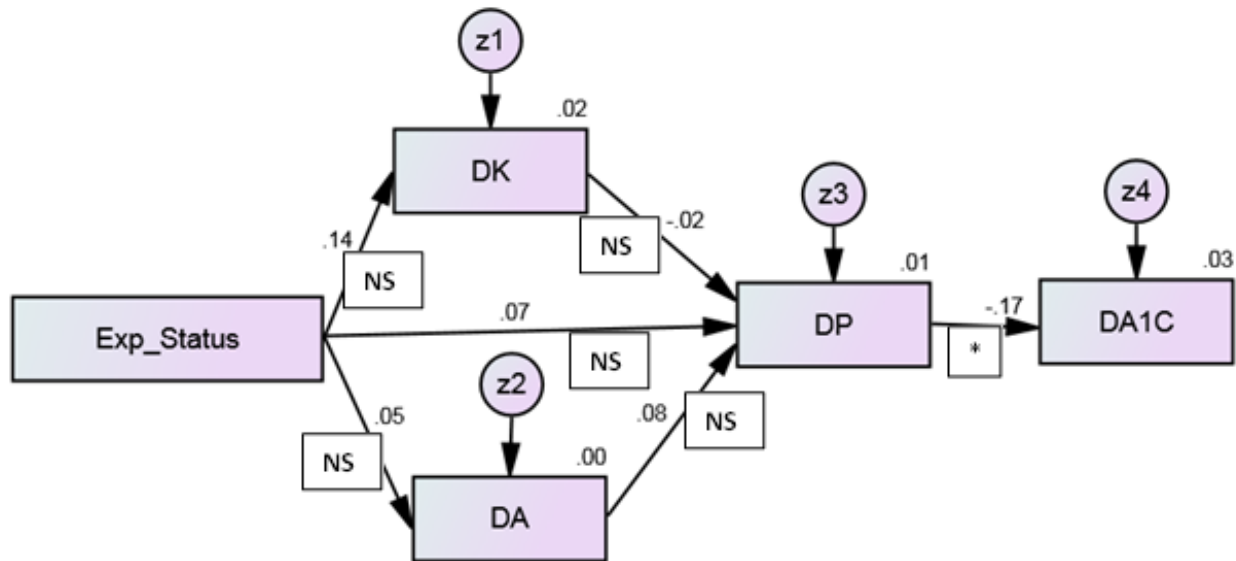 z1
.02
DK
z3
z4
.14
NS
-.02
NS
.01
.03
Exp_Status
.07
NS
DP
-.17
*
DA1C
z2
.05
NS
.08
NS
.00
DA